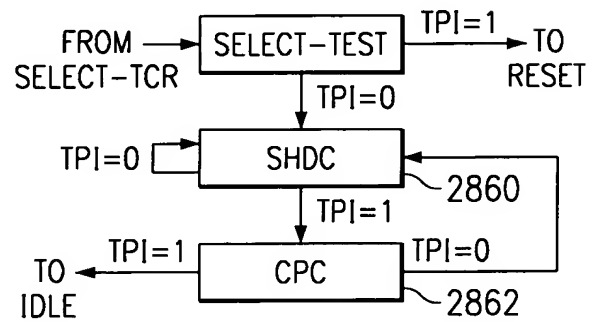 FROM
SELECT-TCR
SELECT-TEST
TPI=1
TO
RESET
TPI=0
TPI=0
SHDC
2860
TPI=1
TPI=1
TO
IDLE
CPC
TPI=0
2862